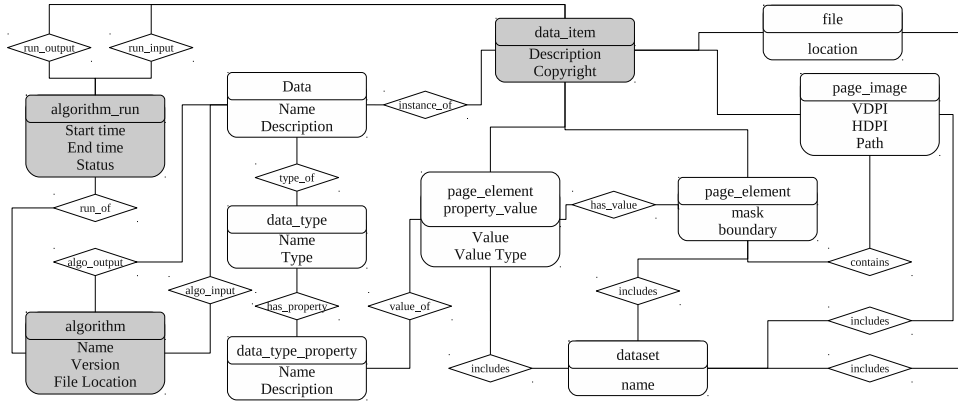 data_item
Description
Copyright
file
location
run_output
run_input
page_image
VDPI
HDPI
Path
algorithm_run
Start time
End time
Status
Data
Name
Description
instance_of
type_of
run_of
page_element
property_value
Value
Value Type
has_value
page_element
mask
boundary
data_type
Name
Type
algo_output
algo_input
contains
has_property
value_of
includes
includes
algorithm
Name
Version
File Location
data_type_property
Name
Description
includes
dataset
name
includes